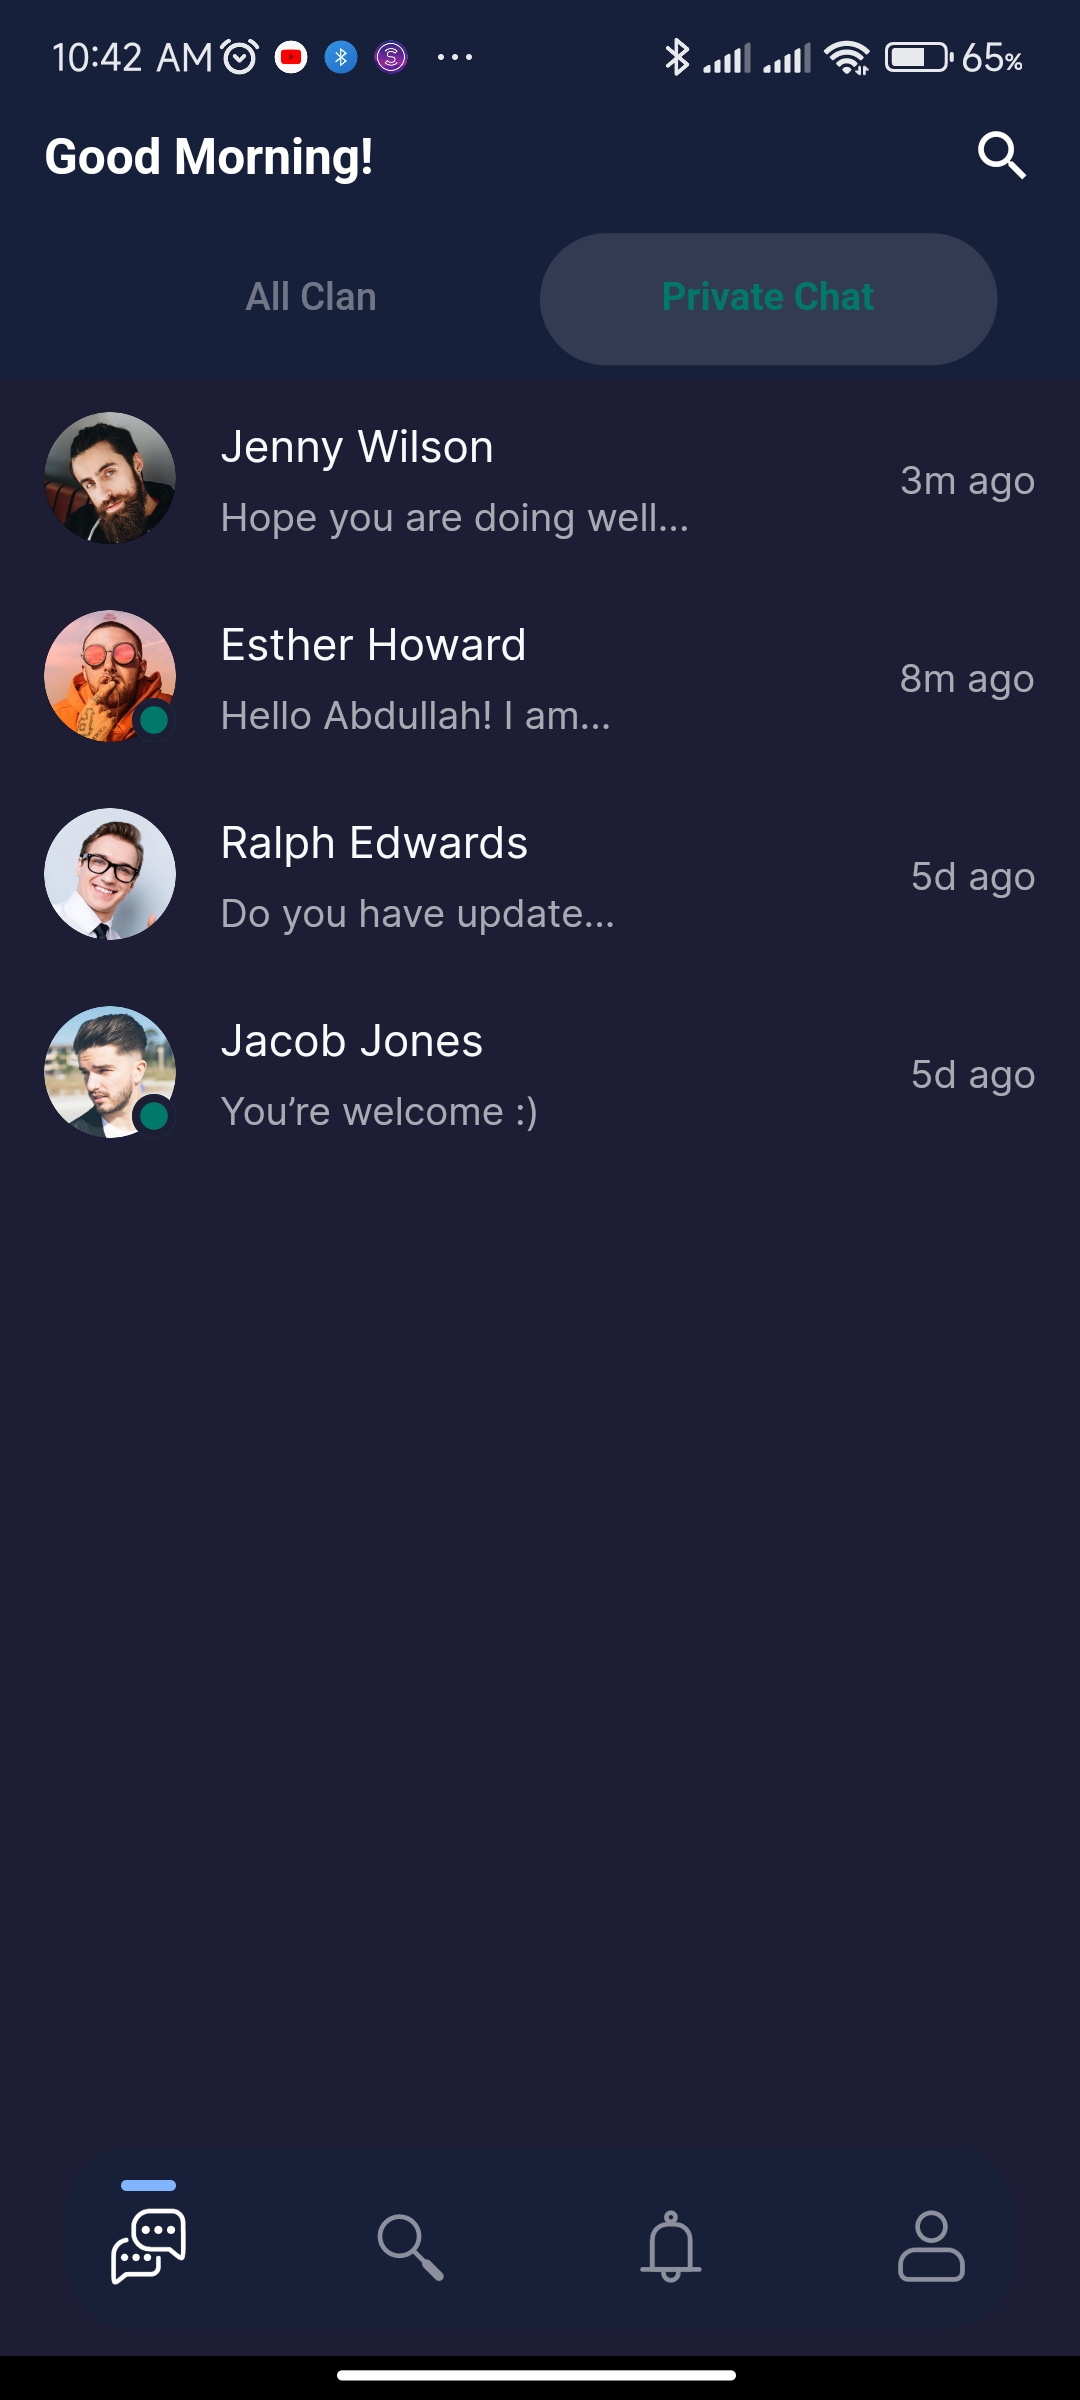 10:42 AM ... 65%
Good Morning!
All Clan Private Chat
Jenny Wilson
3m ago
Hope you are doing well...
Esther Howard
8m ago
Hello Abdullah! I am...
Ralph Edwards
5d ago
Do you have update...
Jacob Jones
5d ago
You’re welcome :)